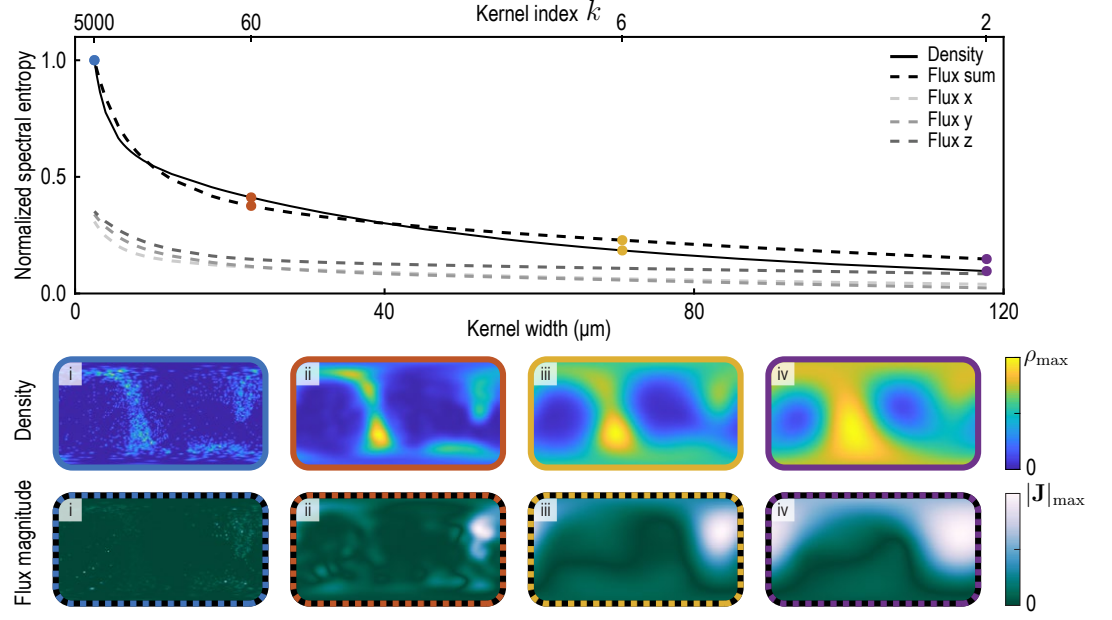 Kernel index k
5000 60 6 2
Normalized spectral entropy
1.0
0.5
0.0
Density
Flux sum
Flux x
Flux y
Flux z
0 40 80 120
Kernel width (μm)
Density
i ii iii iv
ρmax
0
Flux magnitude
i ii iii iv
|J|max
0